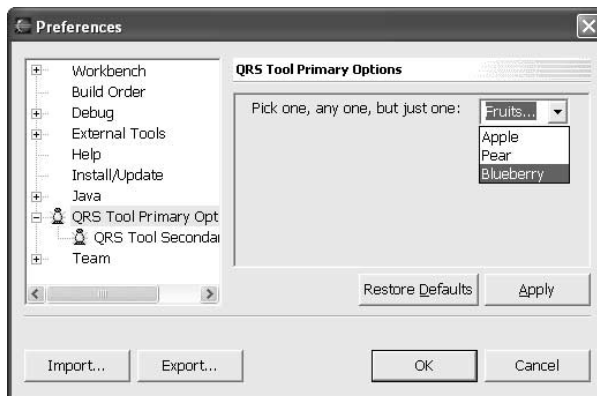 Preferences
Workbench
Build Order
Debug
External Tools
Help
Install/Update
Java
QRS Tool Primary Opt
QRS Tool Seconda
Team
QRS Tool Primary Options
Pick one, any one, but just one:
Fruits...
Apple
Pear
Blueberry
Restore Defaults
Apply
Import...
Export...
OK
Cancel